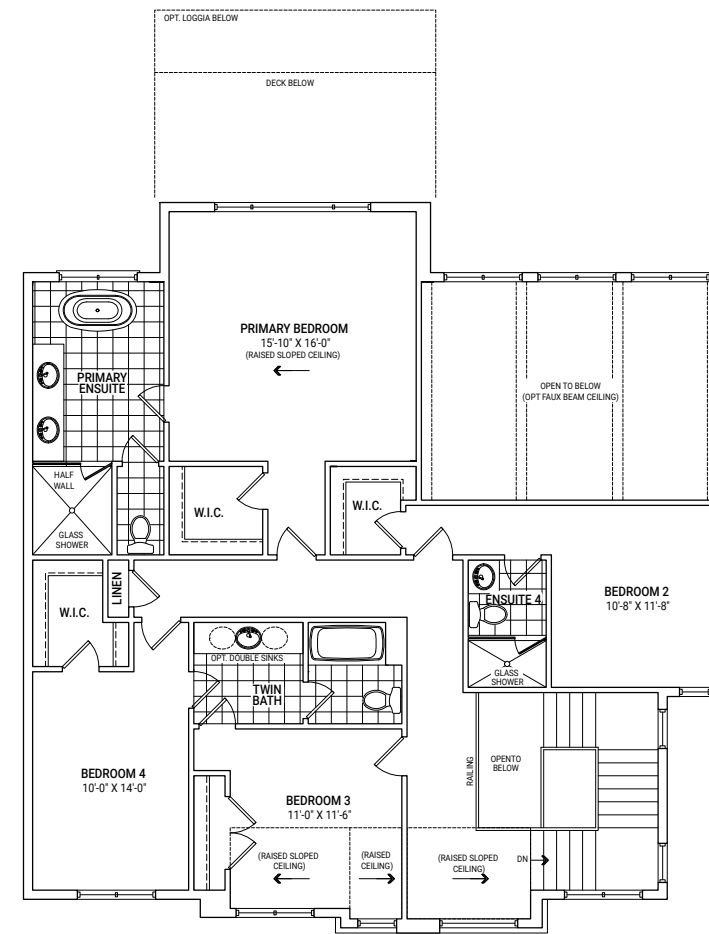 OPT. LOGGIA BELOW
DECK BELOW
PRIMARY BEDROOM
15'-10" X 16'-0"
(RAISED SLOPED CEILING)
PRIMARY
ENSUITE
OPEN TO BELOW
(OPT FAUX BEAM CEILING)
HALF
WALL
GLASS
SHOWER
W.I.C.
W.I.C.
LINEN
W.I.C.
ENSUITE 4
BEDROOM 2
10'-8" X 11'-8"
GLASS
SHOWER
OPT. DOUBLE SINKS
TWIN
BATH
BEDROOM 4
10'-0" X 14'-0"
BEDROOM 3
11'-0" X 11'-6"
RAILING
OPENTO
BELOW
(RAISED SLOPED
CEILING)
(RAISED
CEILING)
(RAISED SLOPED
CEILING)
DN